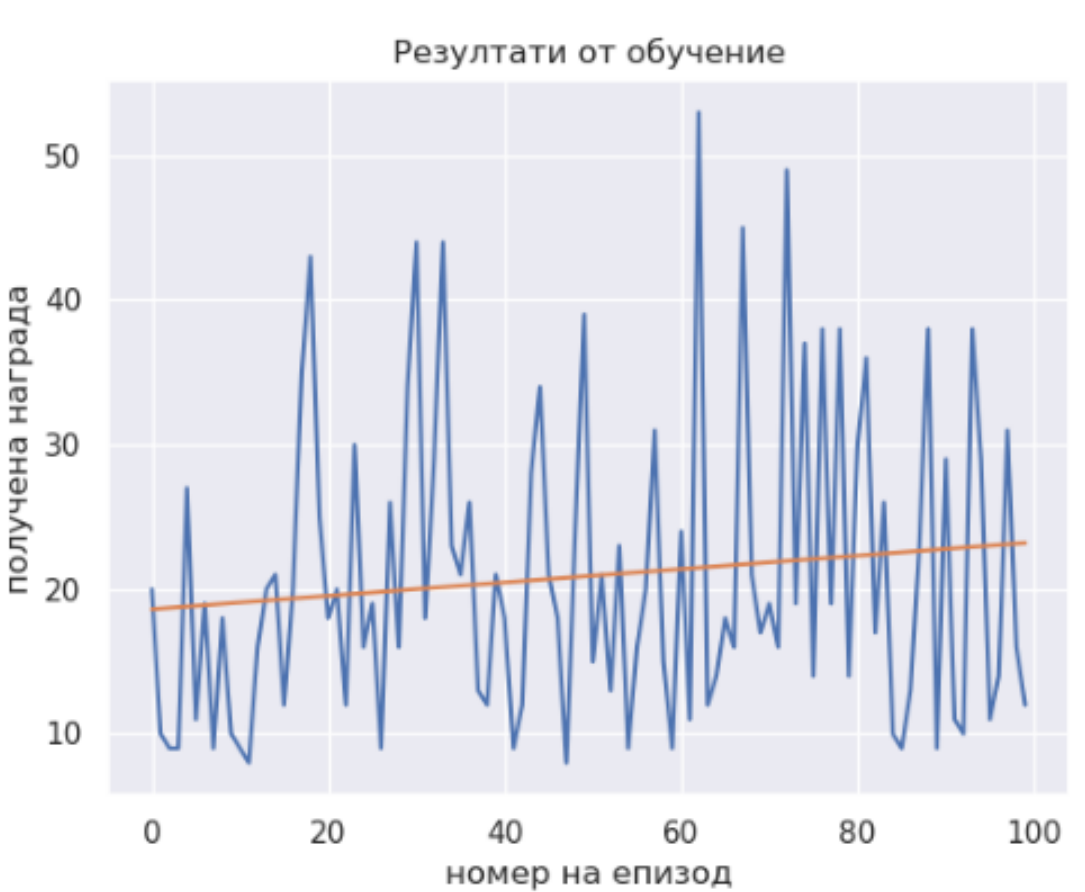 Резултати от обучение
получена награда
50
40
30
20
10
0 20 40 60 80 100
номер на епизод